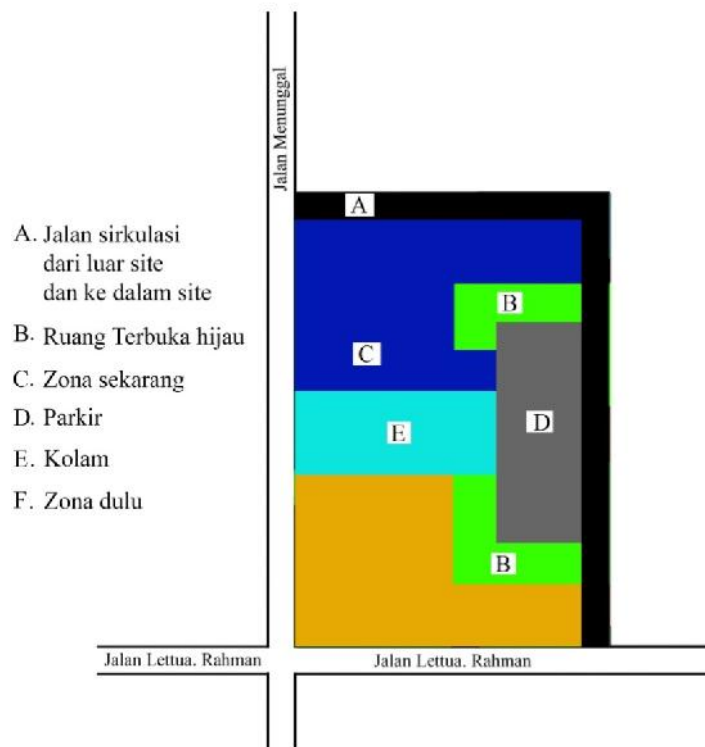 Jalan Menunggal
A
A. Jalan sirkulasi
dari luar site
dan ke dalam site
B. Ruang Terbuka hijau
C. Zona sekarang
D. Parkir
E. Kolam
F. Zona dulu
B
C
D
E
B
Jalan Lettua. Rahman
Jalan Lettua. Rahman